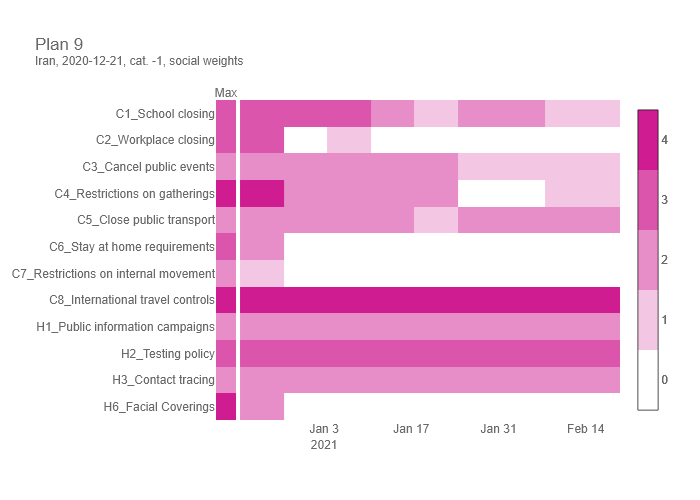 Plan 9
Iran, 2020-12-21, cat. -1, social weights
Max
C1_School closing
C2_Workplace closing
C3_Cancel public events
C4_Restrictions on gatherings
C5_Close public transport
C6_Stay at home requirements
C7_Restrictions on internal movement
C8_International travel controls
H1_Public information campaigns
H2_Testing policy
H3_Contact tracing
H6_Facial Coverings
Jan 3
2021
Jan 17
Jan 31
Feb 14
4
3
2
1
0